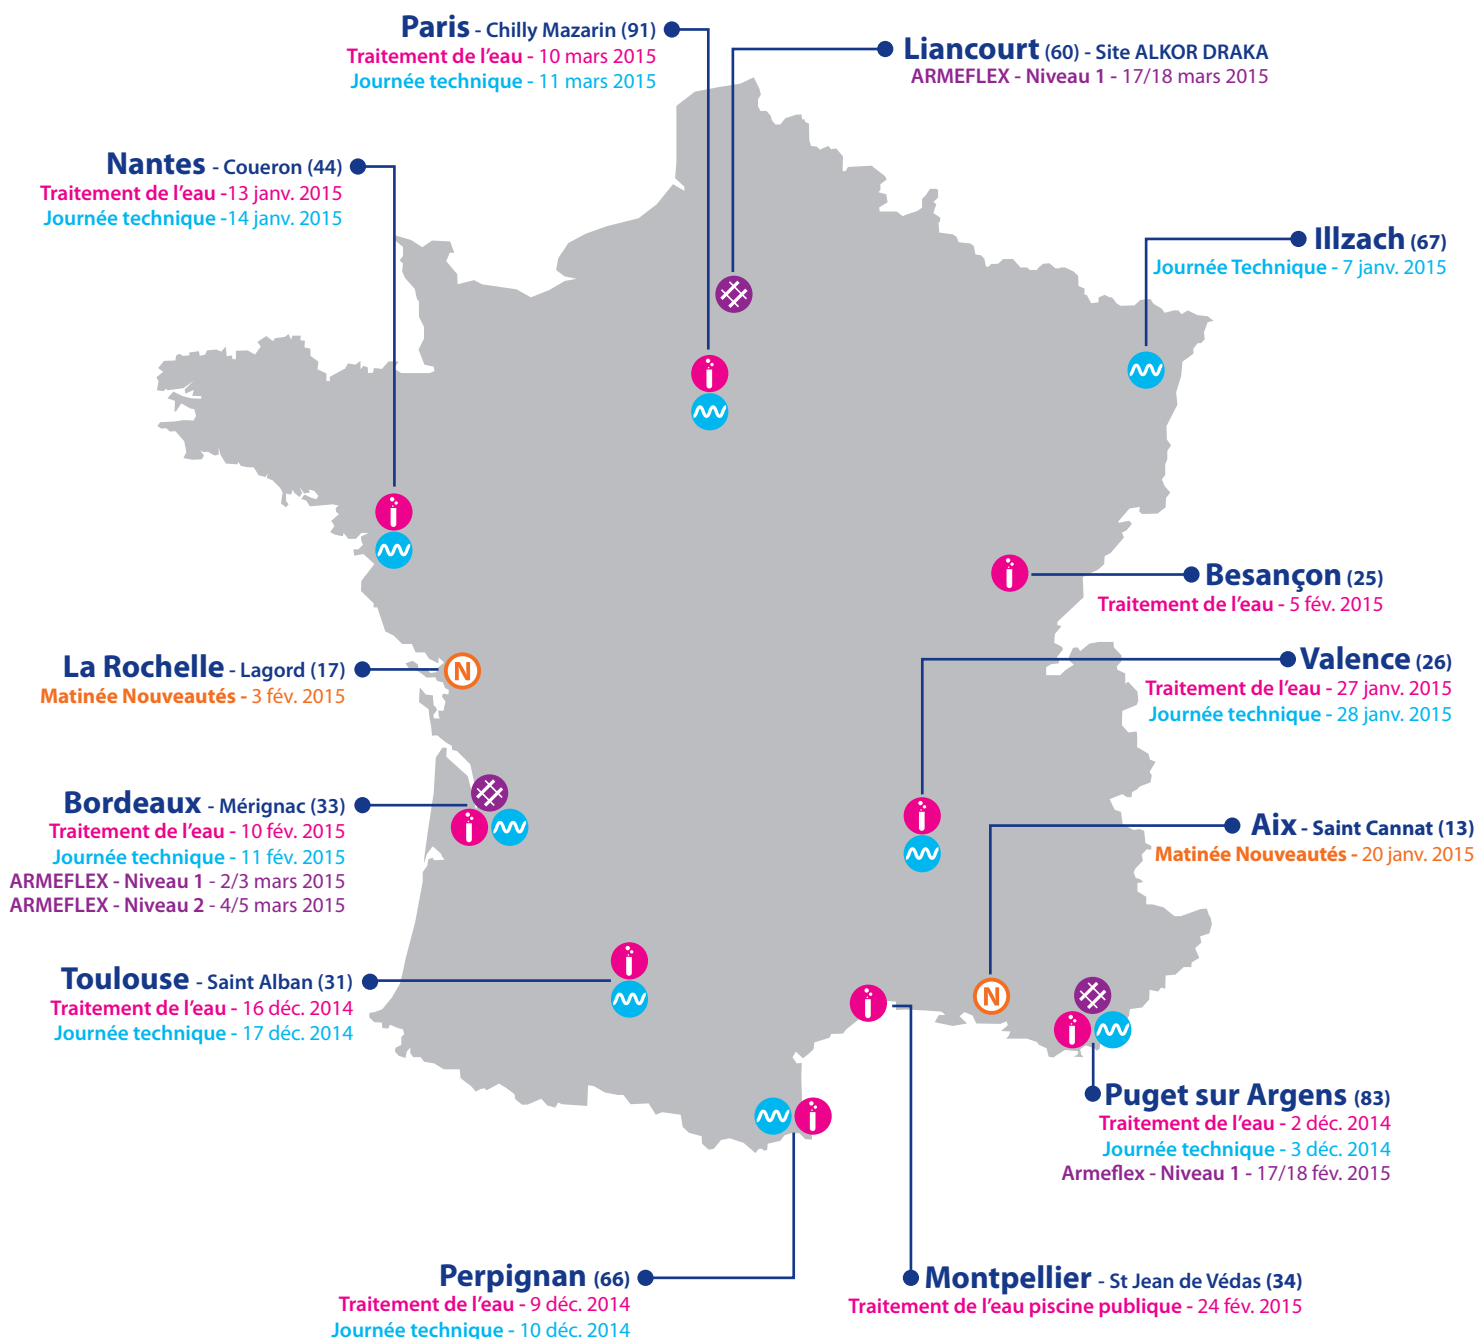 Paris - Chilly Mazarin (91)
Traitement de l'eau - 10 mars 2015
Journée technique - 11 mars 2015
Liancourt (60) - Site ALKOR DRAKA
ARMEFLEX - Niveau 1 - 17/18 mars 2015
Nantes - Coueron (44)
Traitement de l'eau -13 janv. 2015
Journée technique -14 janv. 2015
Illzach (67)
Journée Technique - 7 janv. 2015
Besançon (25)
Traitement de l'eau - 5 fév. 2015
La Rochelle - Lagord (17)
Matinée Nouveautés - 3 fév. 2015
N
Valence (26)
Traitement de l'eau - 27 janv. 2015
Journée technique - 28 janv. 2015
Bordeaux - Mérignac (33)
Traitement de l'eau - 10 fév. 2015
Journée technique - 11 fév. 2015
ARMEFLEX - Niveau 1 - 2/3 mars 2015
ARMEFLEX - Niveau 2 - 4/5 mars 2015
Aix - Saint Cannat (13)
Matinée Nouveautés - 20 janv. 2015
N
Toulouse - Saint Alban (31)
Traitement de l'eau - 16 déc. 2014
Journée technique - 17 déc. 2014
Puget sur Argens (83)
Traitement de l'eau - 2 déc. 2014
Journée technique - 3 déc. 2014
Armeflex - Niveau 1 - 17/18 fév. 2015
Perpignan (66)
Traitement de l'eau - 9 déc. 2014
Journée technique - 10 déc. 2014
Montpellier - St Jean de Védas (34)
Traitement de l'eau piscine publique - 24 fév. 2015